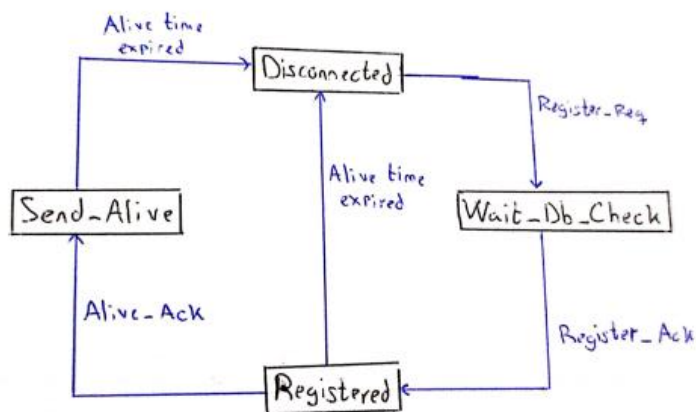 Alive time
expired
Disconnected
Register_Req
Alive time
expired
Send_Alive
Wait_Db_Check
Alive_Ack
Register_Ack
Registered